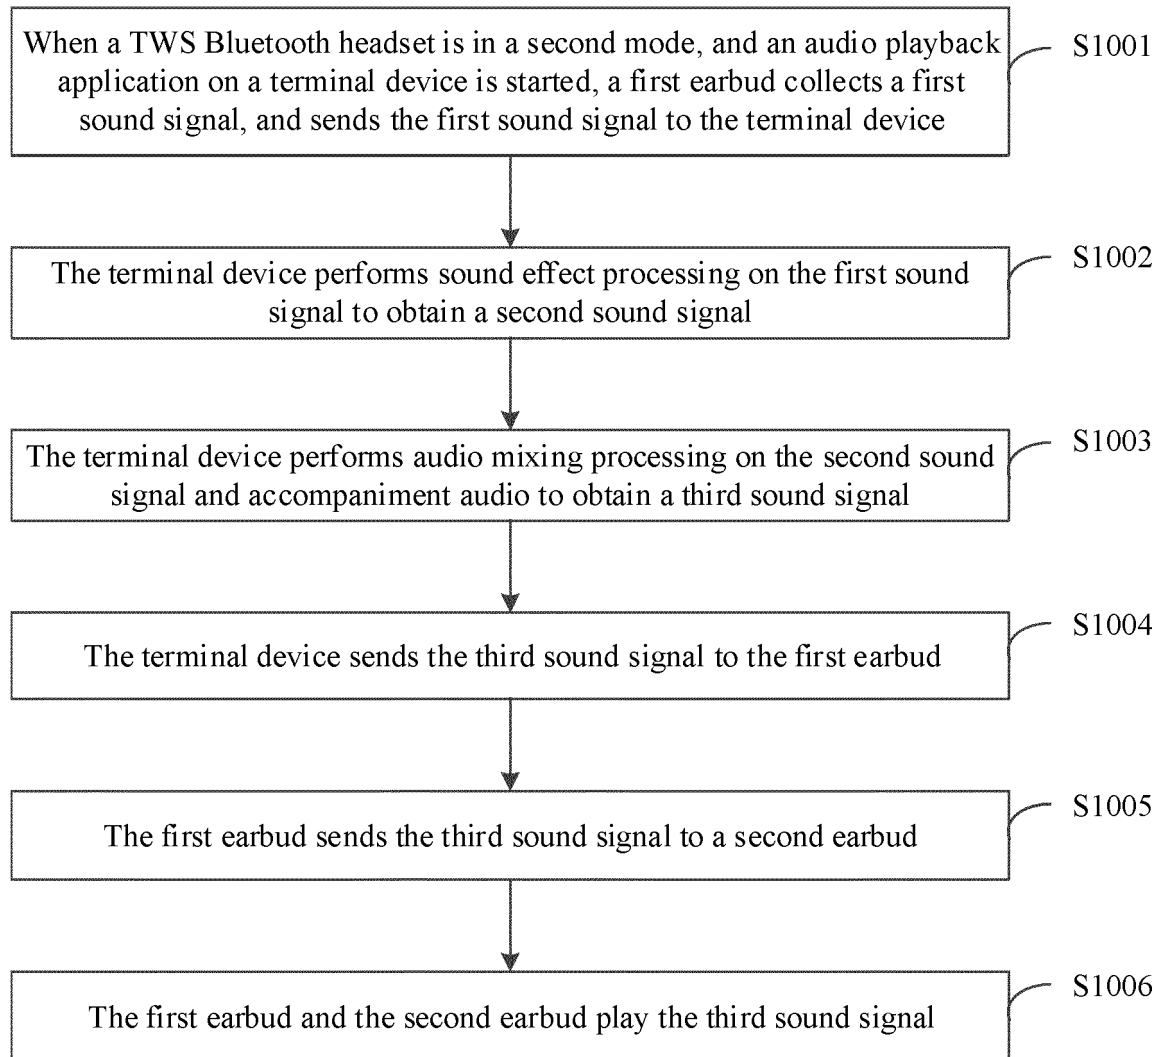 When a TWS Bluetooth headset is in a second mode, and an audio playback
application on a terminal device is started, a first earbud collects a first
sound signal, and sends the first sound signal to the terminal device
S1001
The terminal device performs sound effect processing on the first sound
signal to obtain a second sound signal
S1002
The terminal device performs audio mixing processing on the second sound
signal and accompaniment audio to obtain a third sound signal
S1003
The terminal device sends the third sound signal to the first earbud
S1004
The first earbud sends the third sound signal to a second earbud
S1005
The first earbud and the second earbud play the third sound signal
S1006